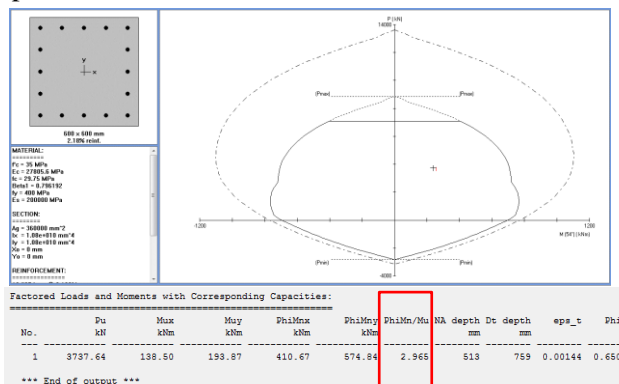 P (kN)
14000
(Pmax)
(Pmax)
y
x
600 x 600 mm
2.18% reinf.
MATERIAL:
=========
f'c = 35 MPa
Ec = 27805.6 MPa
fc = 29.75 MPa
Beta1 = 0.796192
fy = 400 MPa
Es = 200000 MPa
SECTION:
========
Ag = 360000 mm^2
Ix = 1.08e+010 mm^4
Iy = 1.08e+010 mm^4
Xo = 0 mm
Yo = 0 mm
REINFORCEMENT:
-1200
1200
M (54°) (kNm)
(Pmin)
(Pmin)
-4000
Factored Loads and Moments with Corresponding Capacities:
Pu Mux Muy PhiMnx PhiMny PhiMn/Mu NA depth Dt depth eps_t Phi
No. kN kNm kNm kNm kNm mm mm
1 3737.64 138.50 193.87 410.67 574.84 2.965 513 759 0.00144 0.650
*** End of output ***